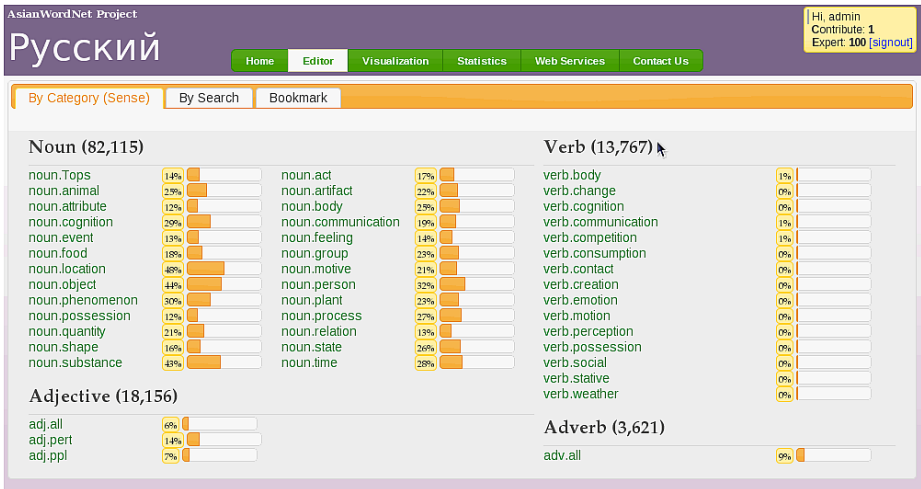 AsianWordNet Project
Русский
Hi, admin
Contribute: 1
Expert: 100 [signout]
Home Editor Visualization Statistics Web Services Contact Us
By Category (Sense) By Search Bookmark
Noun (82,115)
noun.Tops 14% noun.act 17%
noun.animal 25% noun.artifact 22%
noun.attribute 12% noun.body 25%
noun.cognition 29% noun.communication 19%
noun.event 13% noun.feeling 14%
noun.food 18% noun.group 23%
noun.location 48% noun.motive 21%
noun.object 44% noun.person 32%
noun.phenomenon 30% noun.plant 23%
noun.possession 12% noun.process 27%
noun.quantity 21% noun.relation 13%
noun.shape 16% noun.state 26%
noun.substance 43% noun.time 28%
Adjective (18,156)
adj.all 6%
adj.pert 14%
adj.ppl 7%
Verb (13,767)
verb.body 1%
verb.change 0%
verb.cognition 0%
verb.communication 1%
verb.competition 1%
verb.consumption 0%
verb.contact 0%
verb.creation 0%
verb.emotion 0%
verb.motion 0%
verb.perception 0%
verb.possession 0%
verb.social 0%
verb.stative 0%
verb.weather 0%
Adverb (3,621)
adv.all 9%